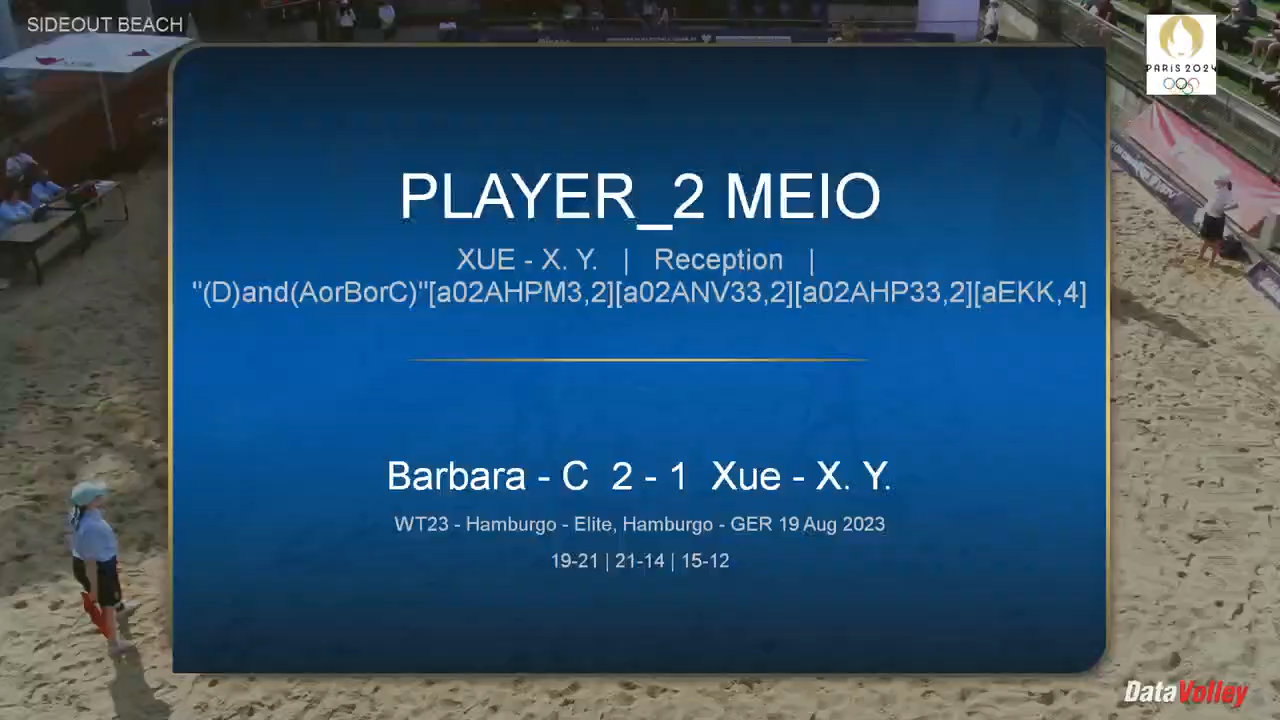 SIDEOUT BEACH
PARIS 2024
PLAYER_2 MEIO
XUE - X. Y. | Reception |
"(D)and(AorBorC)"[a02AHPM3,2][a02ANV33,2][a02AHP33,2][aEKK,4]
Barbara - C 2 - 1 Xue - X. Y.
WT23 - Hamburgo - Elite, Hamburgo - GER 19 Aug 2023
19-21 | 21-14 | 15-12
DataVolley